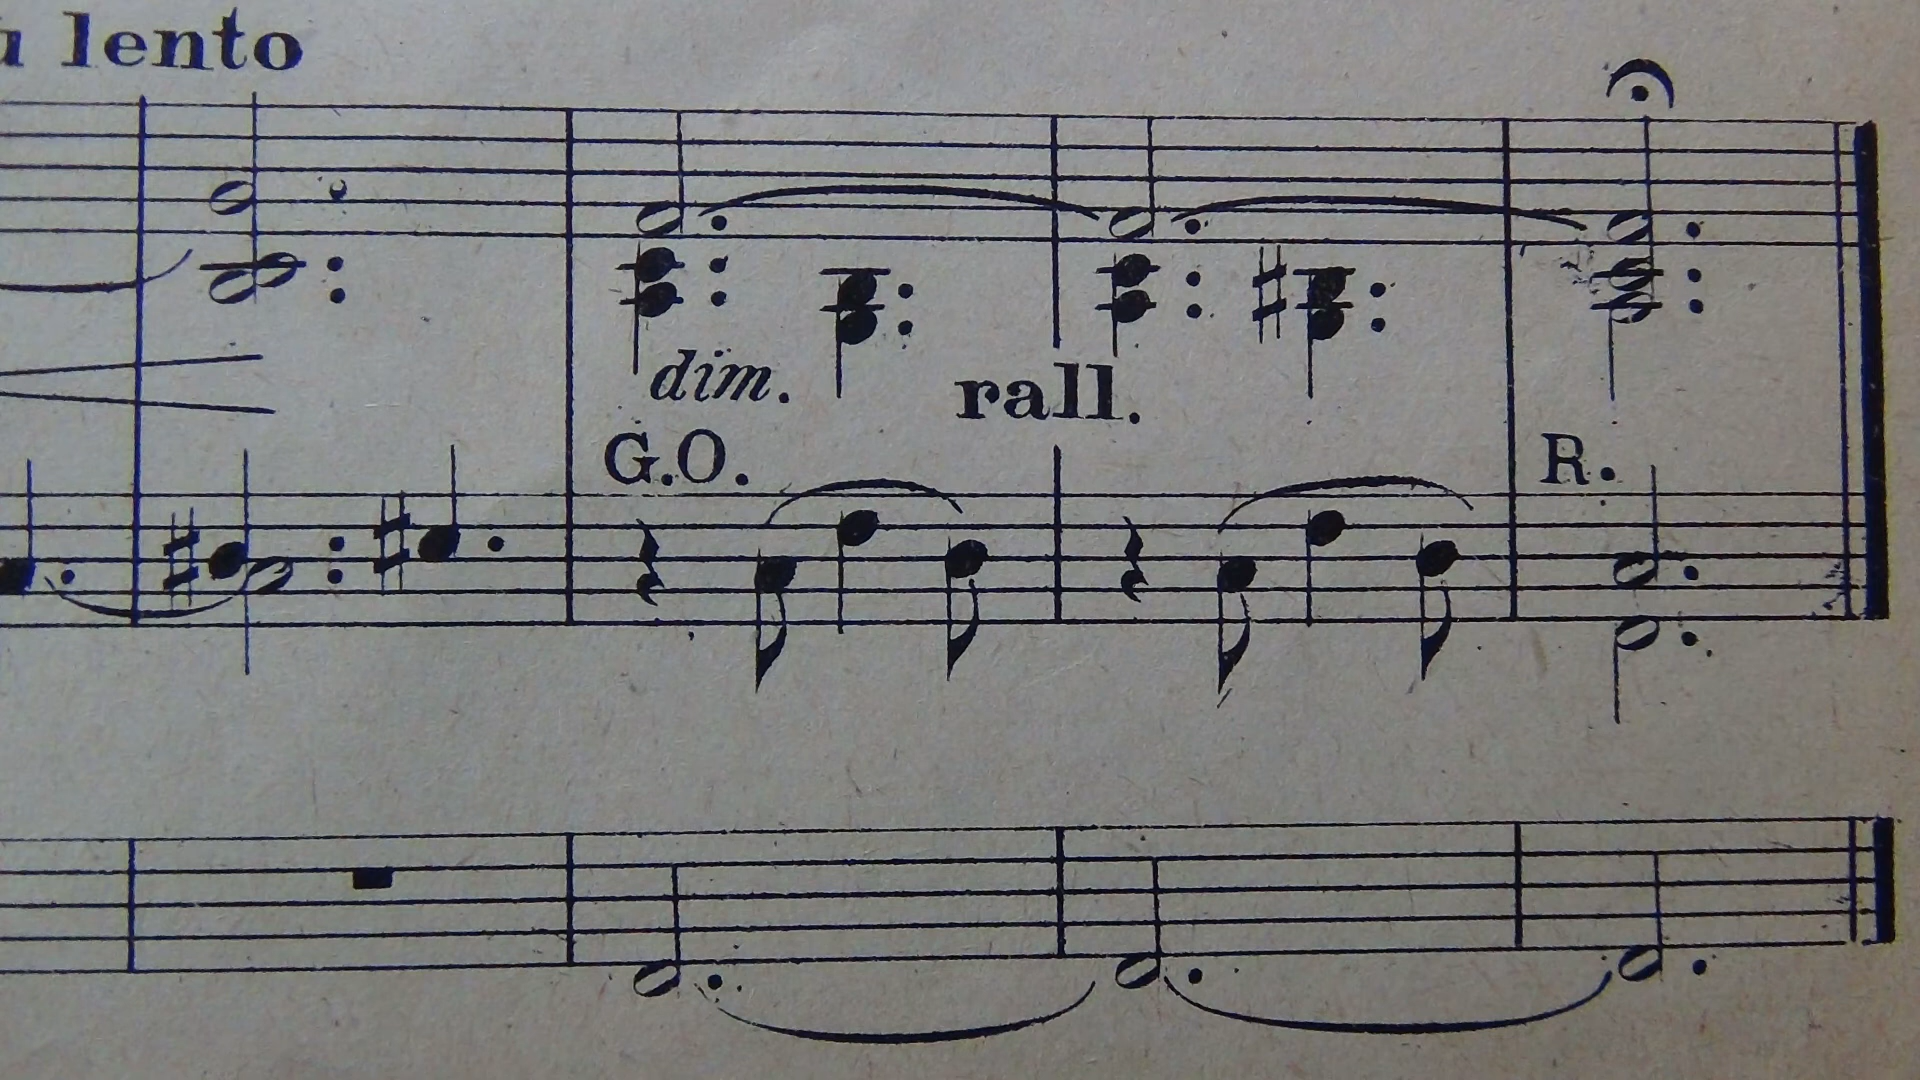 lento
dim.
rall.
G.O.
R.